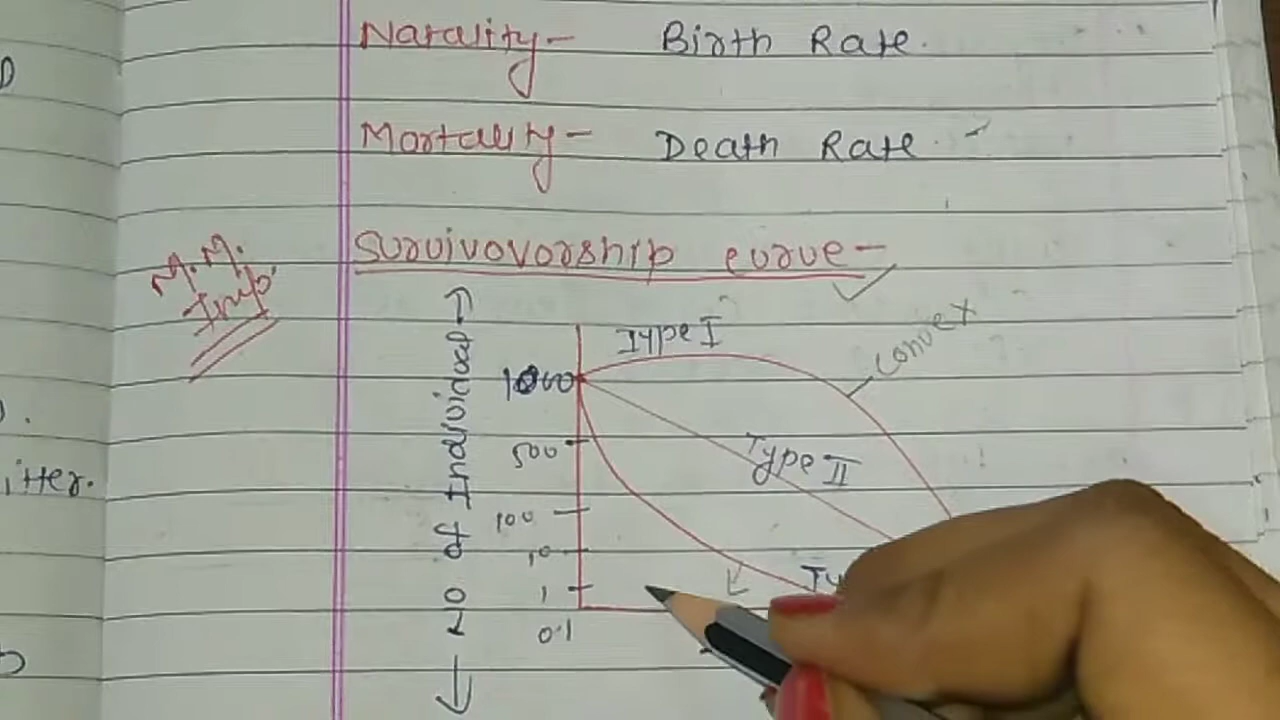 Natality- Birth Rate.
Mortality- Death Rate.
Survivovorship curve-
M.M.
Imp.
Type I
Convex
1000
500
Type II
itter.
100
10
1
0.1
No of Individual